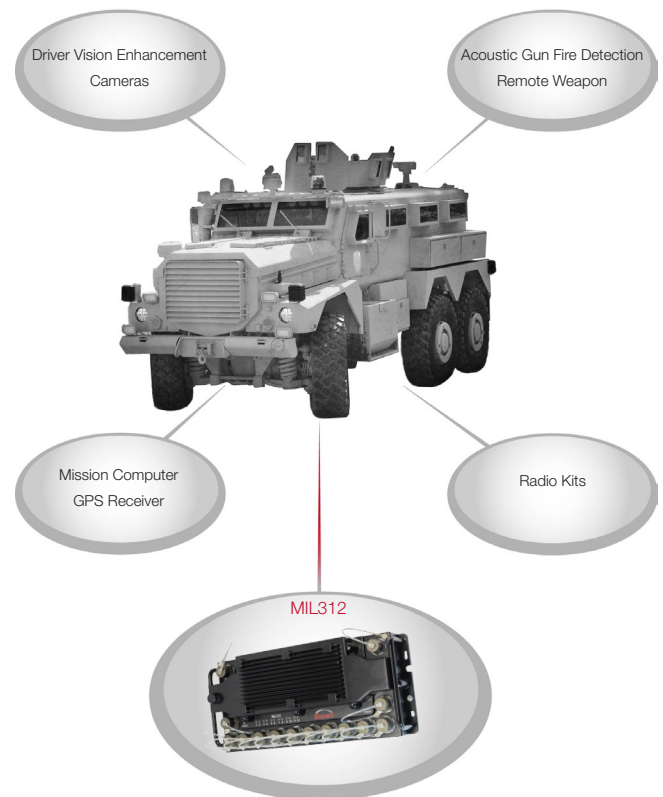 Driver Vision Enhancement
Cameras
Acoustic Gun Fire Detection
Remote Weapon
Mission Computer
GPS Receiver
Radio Kits
MIL312